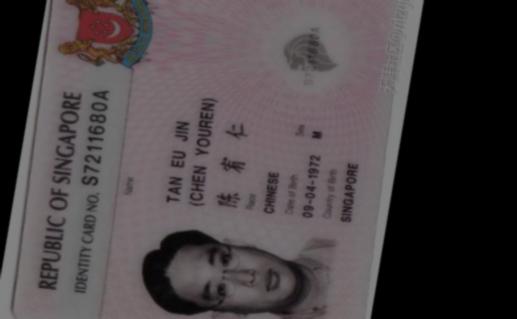 REPUBLIC OF SINGAPORE
IDENTITY CARD NO. S7211680A
Name
TAN EU JIN
(CHEN YOUREN)
陈宥仁
Race
CHINESE
Date of Birth Sex
09-04-1972 M
Country of Birth
SINGAPORE